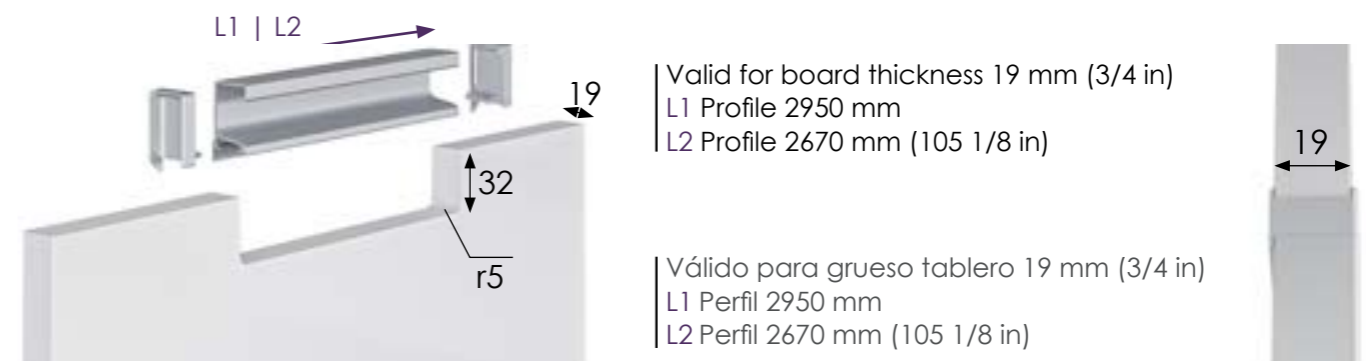 L1 | L2
19
32
r5
Valid for board thickness 19 mm (3/4 in)
L1 Profile 2950 mm
L2 Profile 2670 mm (105 1/8 in)
Válido para grueso tablero 19 mm (3/4 in)
L1 Perfil 2950 mm
L2 Perfil 2670 mm (105 1/8 in)
19